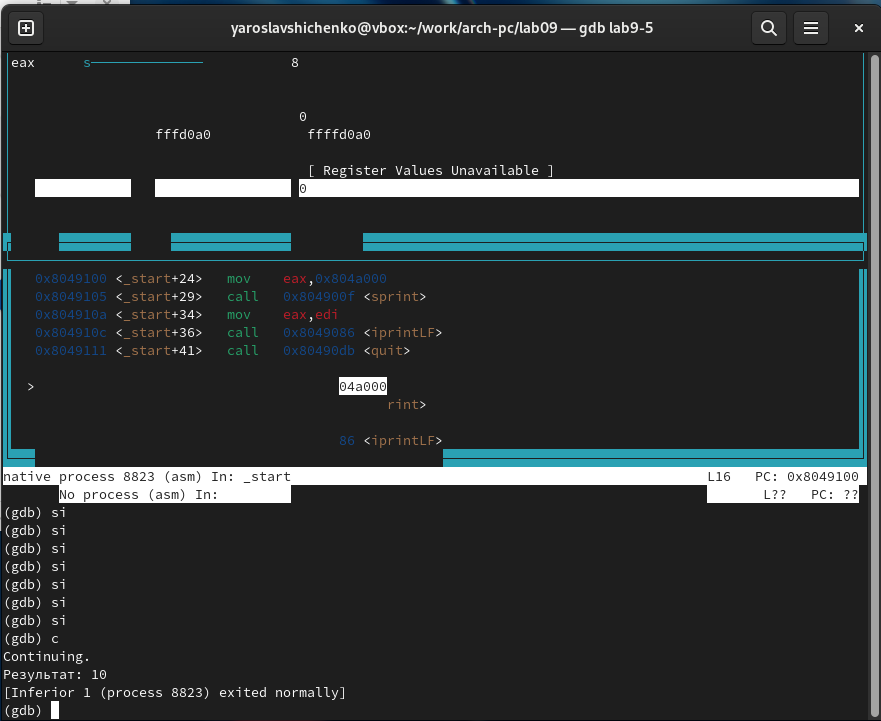 yaroslavshichenko@vbox:~/work/arch-pc/lab09 — gdb lab9-5
eax s 8
0
fffd0a0 ffffd0a0
[ Register Values Unavailable ]
0
0x8049100 <_start+24> mov eax,0x804a000
0x8049105 <_start+29> call 0x804900f <sprint>
0x804910a <_start+34> mov eax,edi
0x804910c <_start+36> call 0x8049086 <iprintLF>
0x8049111 <_start+41> call 0x80490db <quit>
> 04a000
rint>
86 <iprintLF>
native process 8823 (asm) In: _start L16 PC: 0x8049100
No process (asm) In: L?? PC: ??
(gdb) si
(gdb) si
(gdb) si
(gdb) si
(gdb) si
(gdb) si
(gdb) si
(gdb) c
Continuing.
Результат: 10
[Inferior 1 (process 8823) exited normally]
(gdb)